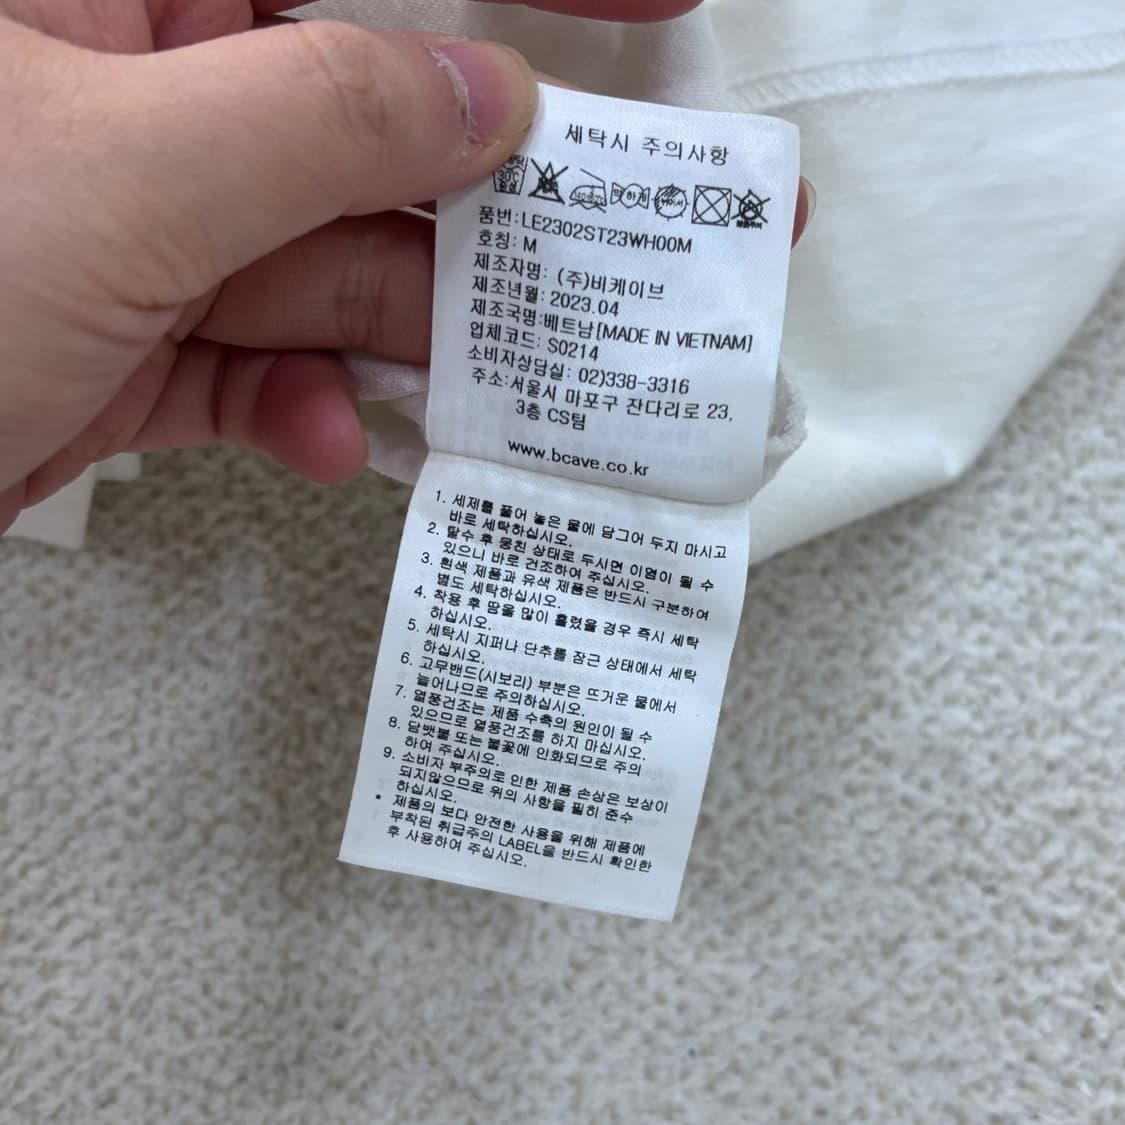 세탁시 주의사항
30℃
중성
약하게
품번:LE2302ST23WH00M
호칭: M
제조자명: (주)비케이브
제조년월: 2023.04
제조국명:베트남[MADE IN VIETNAM]
업체코드: S0214
소비자상담실: 02)338-3316
주소:서울시 마포구 잔다리로 23,
3층 CS팀
www.bcave.co.kr
1. 세제를 풀어 놓은 물에 담그어 두지 마시고
바로 세탁하십시오.
2. 탈수 후 뭉친 상태로 두시면 이염이 될 수
있으니 바로 건조하여 주십시오.
3. 흰색 제품과 유색 제품은 반드시 구분하여
별도 세탁하십시오.
4. 착용 후 땀을 많이 흘렸을 경우 즉시 세탁
하십시오.
5. 세탁시 지퍼나 단추를 잠근 상태에서 세탁
하십시오.
6. 고무밴드(시보리) 부분은 뜨거운 물에서
늘어나므로 주의하십시오.
7. 열풍건조는 제품 수축의 원인이 될 수
있으므로 열풍건조를 하지 마십시오.
8. 담뱃불 또는 불꽃에 인화되므로 주의
하여 주십시오.
9. 소비자 부주의로 인한 제품 손상은 보상이
되지않으므로 위의 사항을 필히 준수
하십시오.
* 제품의 보다 안전한 사용을 위해 제품에
부착된 취급주의 LABEL을 반드시 확인한
후 사용하여 주십시오.